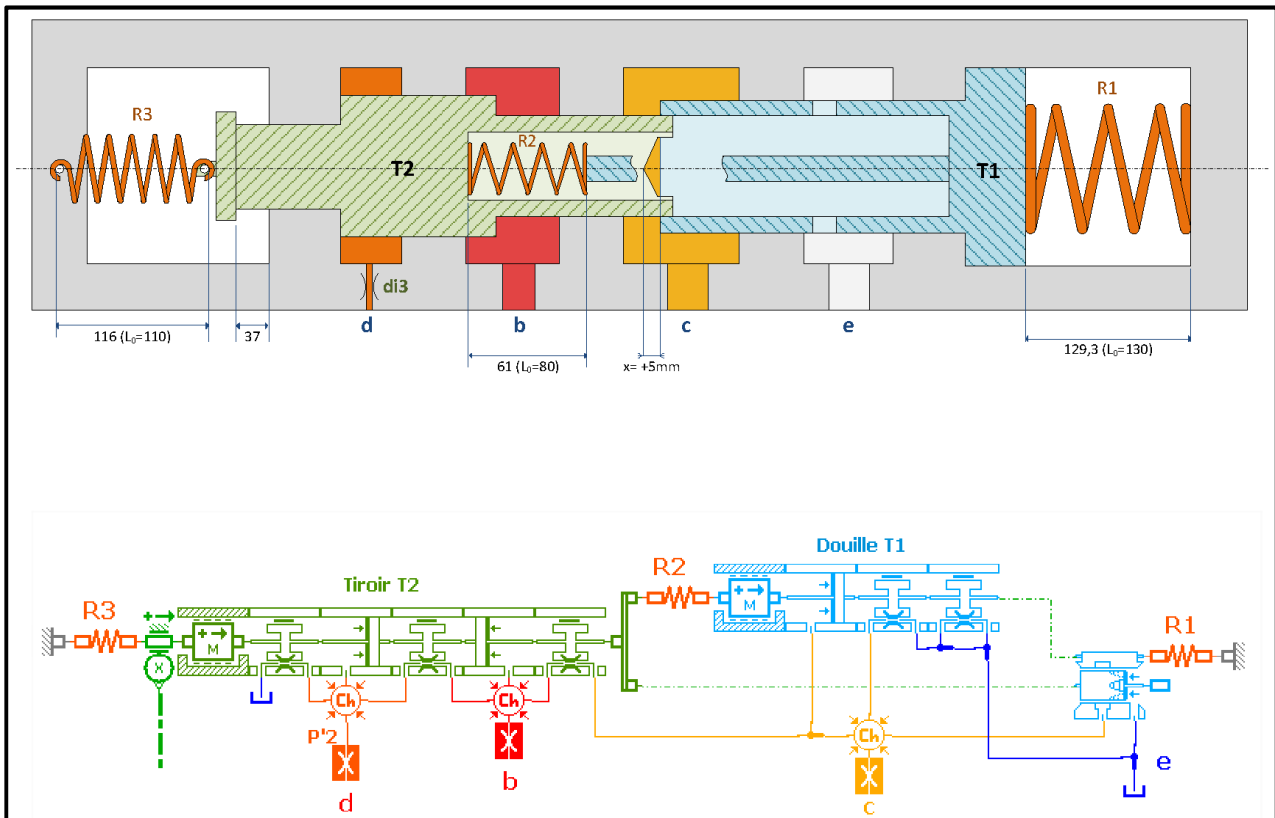 R3
R1
R2
T2
T1
di3
d
b
c
e
116 (L₀=110)
37
61 (L₀=80)
x= +5mm
129,3 (L₀=130)
Douille T1
R2
Tiroir T2
R3
+
+
M
+
M
R1
X
Ch
Ch
Ch
P'2
d
b
c
e